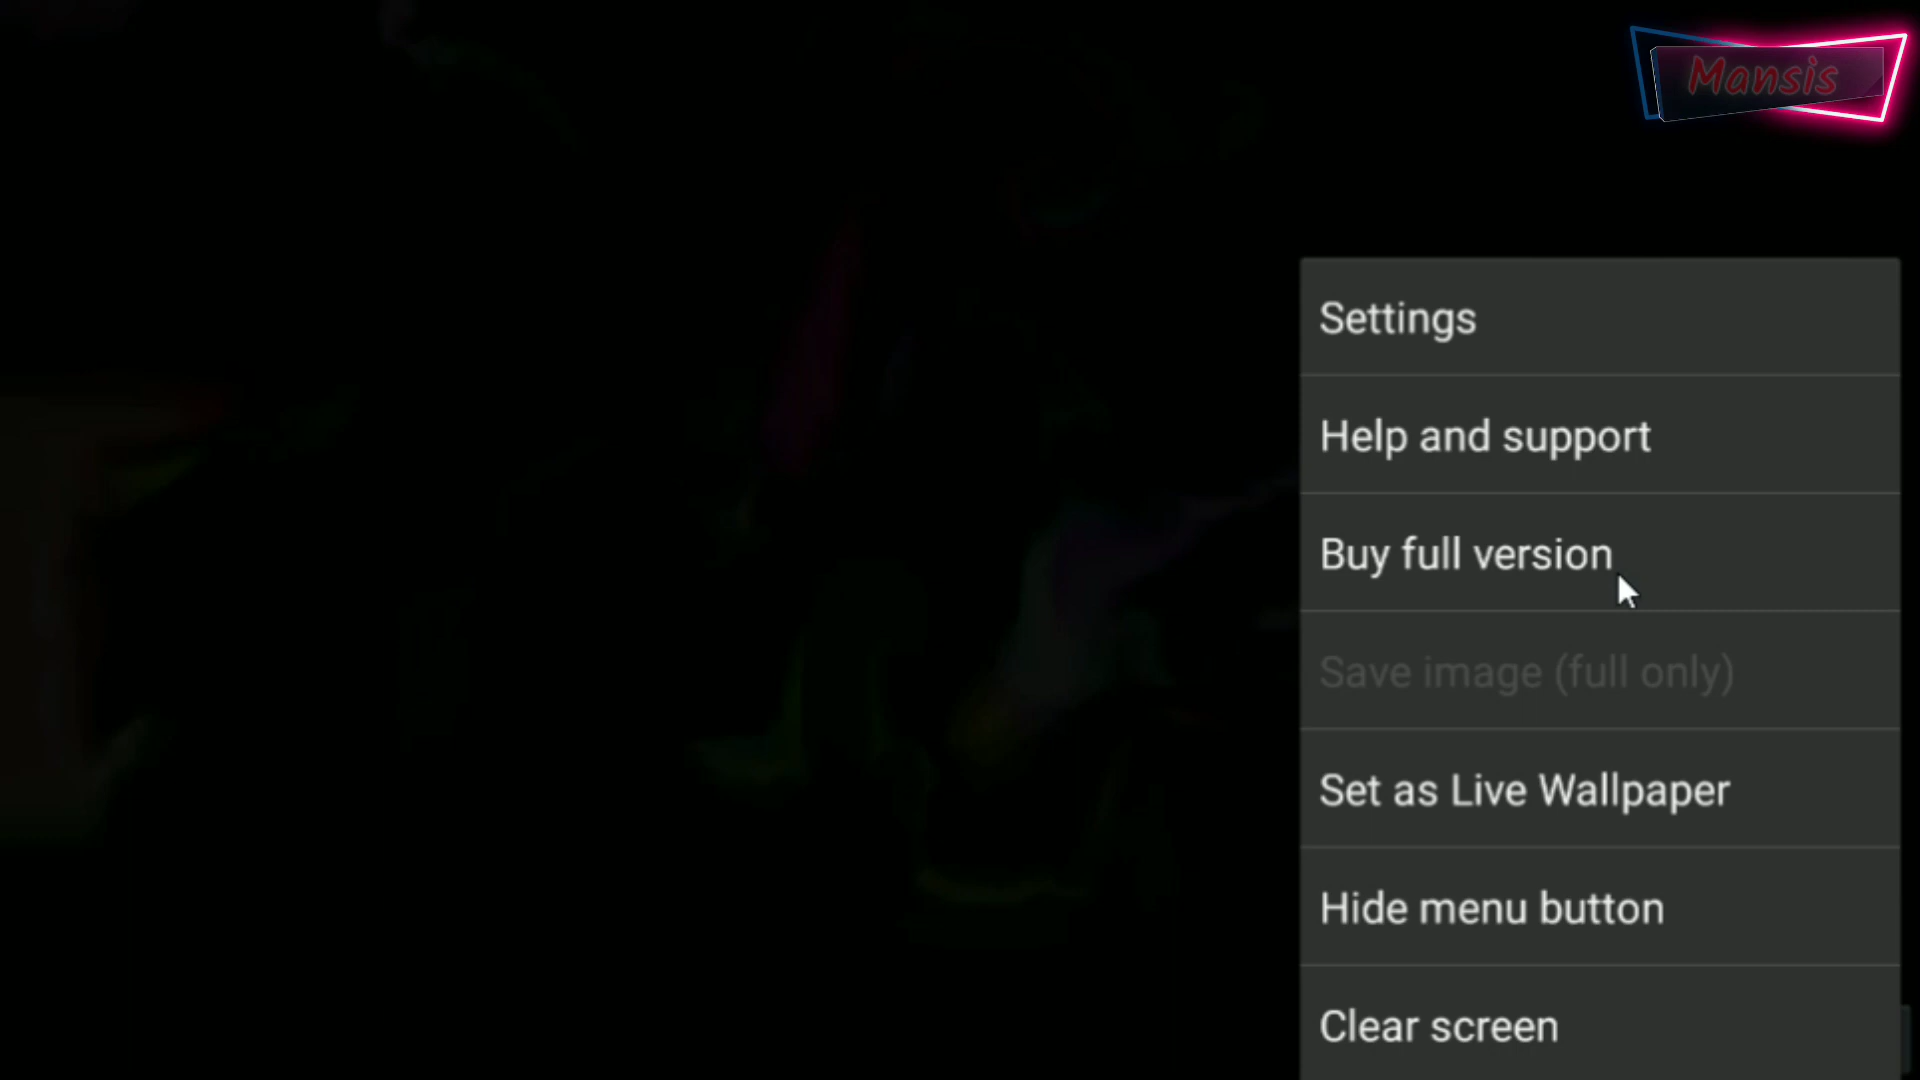 Mansis
Settings
Help and support
Buy full version
Save image (full only)
Set as Live Wallpaper
Hide menu button
Clear screen